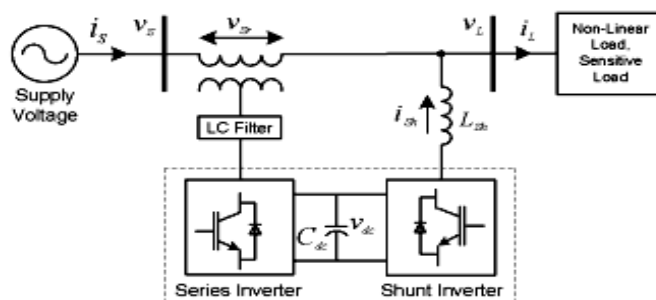 i_S
v_S
v_Sr
v_L
i_L
Non-Linear
Load,
Sensitive
Load
Supply
Voltage
LC Filter
i_Sh
L_Sh
C_dc
v_dc
Series Inverter
Shunt Inverter